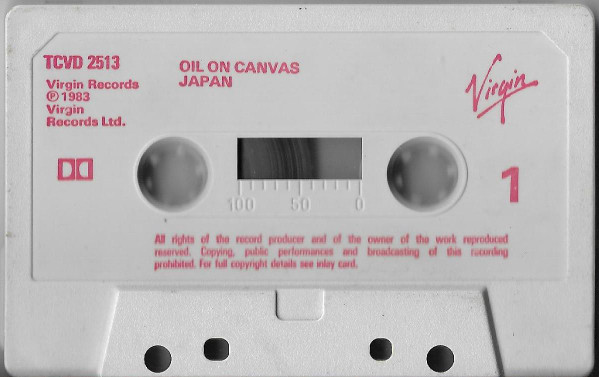 TCVD 2513
Virgin Records
℗ 1983
Virgin
Records Ltd.
OIL ON CANVAS
JAPAN
Virgin
1
100 50 0
All rights of the record producer and of the owner of the work reproduced
reserved. Copying, public performances and broadcasting of this recording
prohibited. For full copyright details see inlay card.